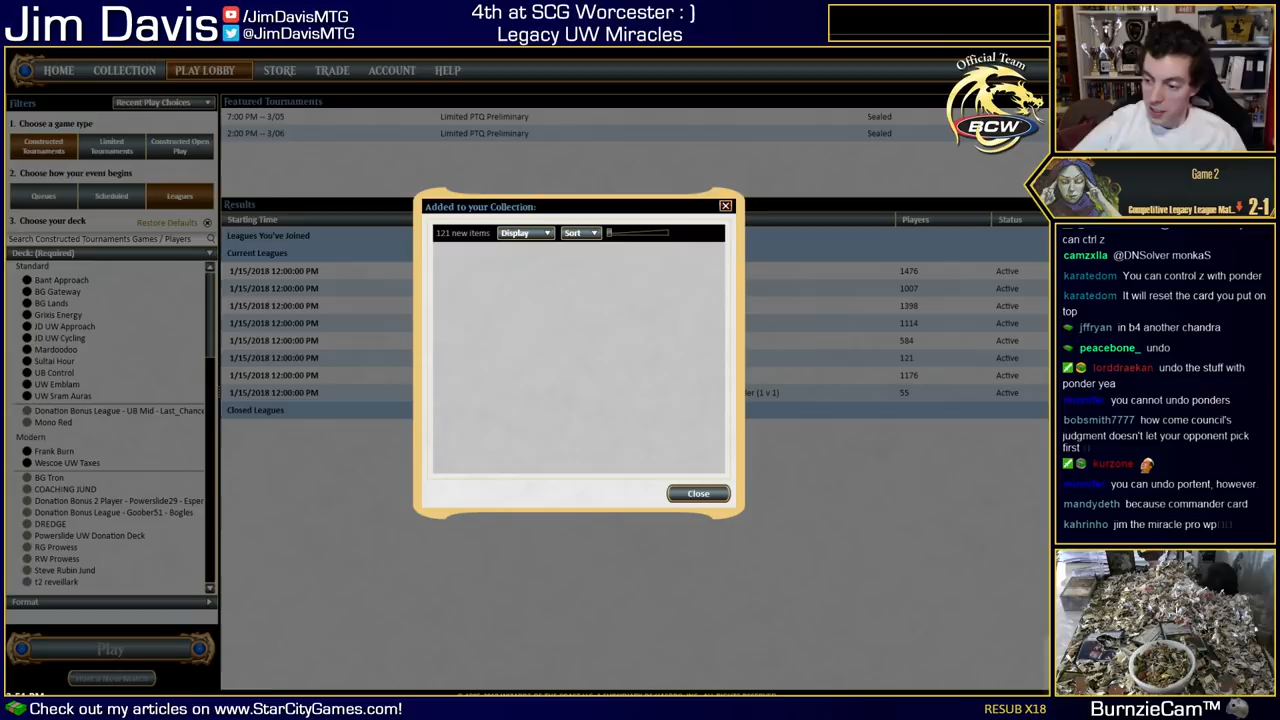 Jim Davis
/JimDavisMTG
@JimDavisMTG
4th at SCG Worcester : )
Legacy UW Miracles
HOME COLLECTION PLAY LOBBY STORE TRADE ACCOUNT HELP
Official Team
BCW
Filters
Recent Play Choices
1. Choose a game type
Constructed Tournaments
Limited Tournaments
Constructed Open Play
2. Choose how your event begins
Queues Scheduled Leagues
3. Choose your deck Restore Defaults
Search Constructed Tournaments Games / Players
Deck: (Required)
Standard
Bant Approach
BG Gateway
BG Lands
Grixis Energy
JD UW Approach
JD UW Cycling
Mardoodoo
Sultai Hour
UB Control
UW Emblam
UW Sram Auras
Donation Bonus League - UB Mid - Last_Chance
Mono Red
Modern
Frank Burn
Wescoe UW Taxes
BG Tron
COACHING JUND
Donation Bonus 2 Player - Powerslide29 - Esper
Donation Bonus League - Goober51 - Bogles
DREDGE
Powerslide UW Donation Deck
RG Prowess
RW Prowess
Steve Rubin Jund
t2 reveillark
Format
Play
Featured Tournaments
7:00 PM -- 3/05 Limited PTQ Preliminary Sealed
2:00 PM -- 3/06 Limited PTQ Preliminary Sealed
Results
Starting Time Players Status
Leagues You've Joined
Current Leagues
1/15/2018 12:00:00 PM 1476 Active
1/15/2018 12:00:00 PM 1007 Active
1/15/2018 12:00:00 PM 1398 Active
1/15/2018 12:00:00 PM 1114 Active
1/15/2018 12:00:00 PM 584 Active
1/15/2018 12:00:00 PM 121 Active
1/15/2018 12:00:00 PM 1176 Active
1/15/2018 12:00:00 PM (1 v 1) 55 Active
Closed Leagues
Added to your Collection:
121 new items Display Sort
Close
Game 2
Competitive Legacy League Mat.. 2-1
can ctrl z
camzxlla @DNSolver monkaS
karatedom You can control z with ponder
karatedom It will reset the card you put on
top
jffryan in b4 another chandra
peacebone_ undo
lorddraekan undo the stuff with
ponder yea
you cannot undo ponders
bobsmith7777 how come council's
judgment doesn't let your opponent pick
first
kurzone
you can undo portent, however.
mandydeth because commander card
kahrinho jim the miracle pro wp
Check out my articles on www.StarCityGames.com!
RESUB X18
BurnzieCam™